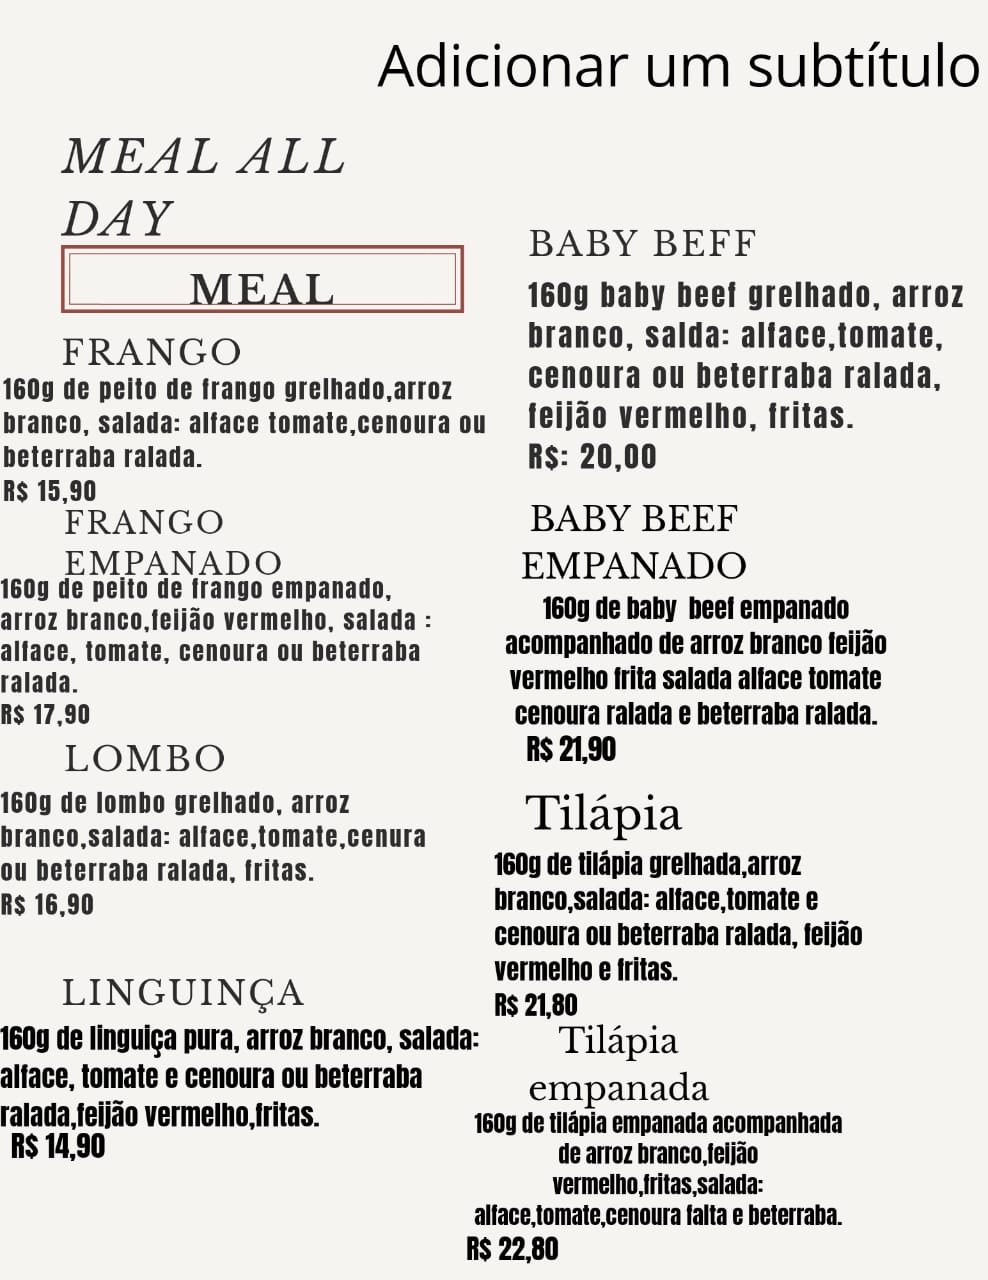 Adicionar um subtítulo
MEAL ALL
DAY
MEAL
FRANGO
160g de peito de frango grelhado,arroz
branco, salada: alface tomate,cenoura ou
beterraba ralada.
R$ 15,90
FRANGO
EMPANADO
160g de peito de frango empanado,
arroz branco,feijão vermelho, salada :
alface, tomate, cenoura ou beterraba
ralada.
R$ 17,90
LOMBO
160g de lombo grelhado, arroz
branco,salada: alface,tomate,cenura
ou beterraba ralada, fritas.
R$ 16,90
LINGUINÇA
160g de linguiça pura, arroz branco, salada:
alface, tomate e cenoura ou beterraba
ralada,feijão vermelho,fritas.
R$ 14,90
BABY BEFF
160g baby beef grelhado, arroz
branco, salda: alface,tomate,
cenoura ou beterraba ralada,
feijão vermelho, fritas.
R$: 20,00
BABY BEEF
EMPANADO
160g de baby  beef empanado
acompanhado de arroz branco feijão
vermelho frita salada alface tomate
cenoura ralada e beterraba ralada.
R$ 21,90
Tilápia
160g de tilápia grelhada,arroz
branco,salada: alface,tomate e
cenoura ou beterraba ralada, feijão
vermelho e fritas.
R$ 21,80
Tilápia
empanada
160g de tilápia empanada acompanhada
de arroz branco,feijão
vermelho,fritas,salada:
alface,tomate,cenoura falta e beterraba.
R$ 22,80